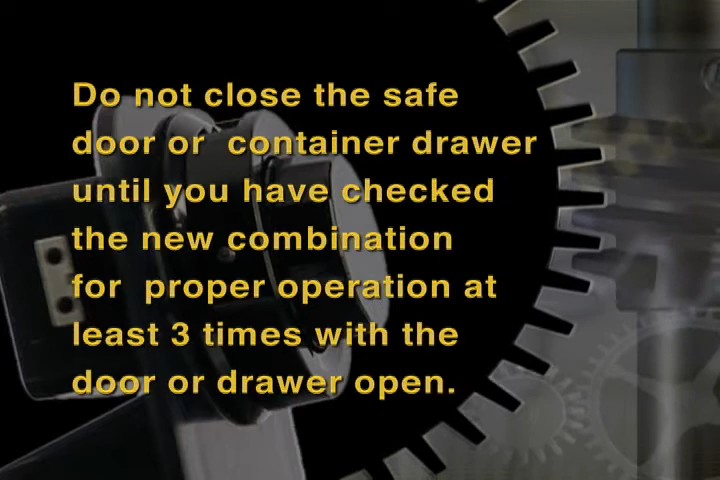 Do not close the safe
door or  container drawer
until you have checked
the new combination
for  proper operation at
least 3 times with the
door or drawer open.